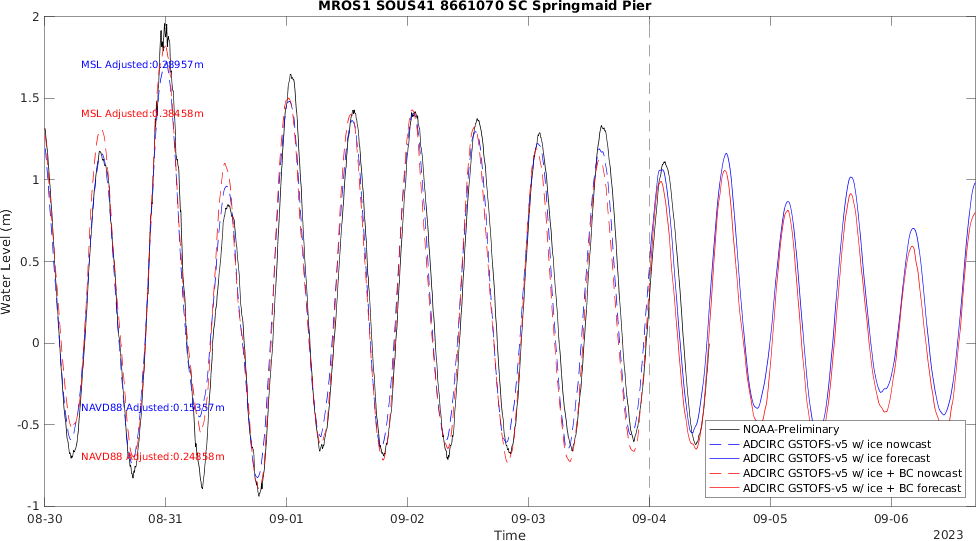 MROS1 SOUS41 8661070 SC Springmaid Pier
2
1.5
1
0.5
0
-0.5
-1
Water Level (m)
MSL Adjusted:0.28957m
MSL Adjusted:0.38458m
NAVD88 Adjusted:0.15357m
NAVD88 Adjusted:0.24858m
NOAA-Preliminary
ADCIRC GSTOFS-v5 w/ ice nowcast
ADCIRC GSTOFS-v5 w/ ice forecast
ADCIRC GSTOFS-v5 w/ice + BC nowcast
ADCIRC GSTOFS-v5 w/ice + BC forecast
08-30 08-31 09-01 09-02 09-03 09-04 09-05 09-06
Time
2023